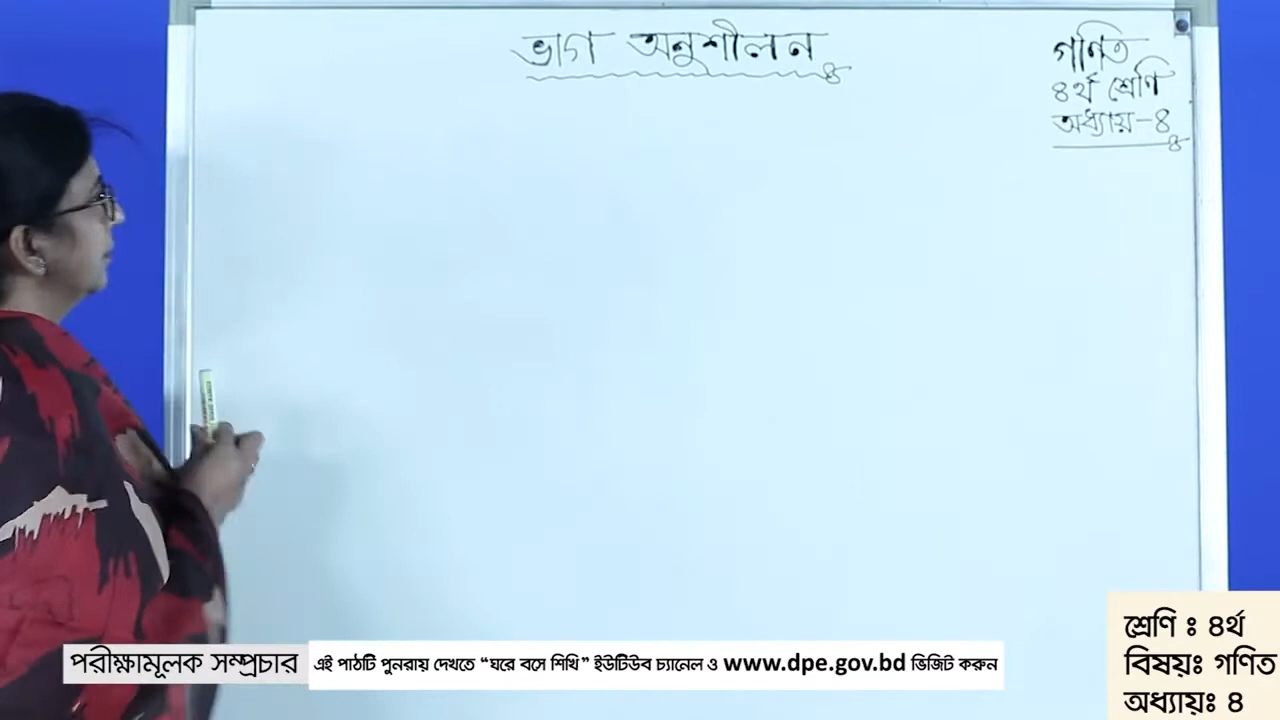 ভাগ অনুশীলন
গণিত
৪র্থ শ্রেণি
অধ্যায়-৪
পরীক্ষামূলক সম্প্রচার
এই পাঠটি পুনরায় দেখতে “ঘরে বসে শিখি” ইউটিউব চ্যানেল ও www.dpe.gov.bd ভিজিট করুন
শ্রেণি ঃ ৪র্থ
বিষয়ঃ গণিত
অধ্যায়ঃ ৪